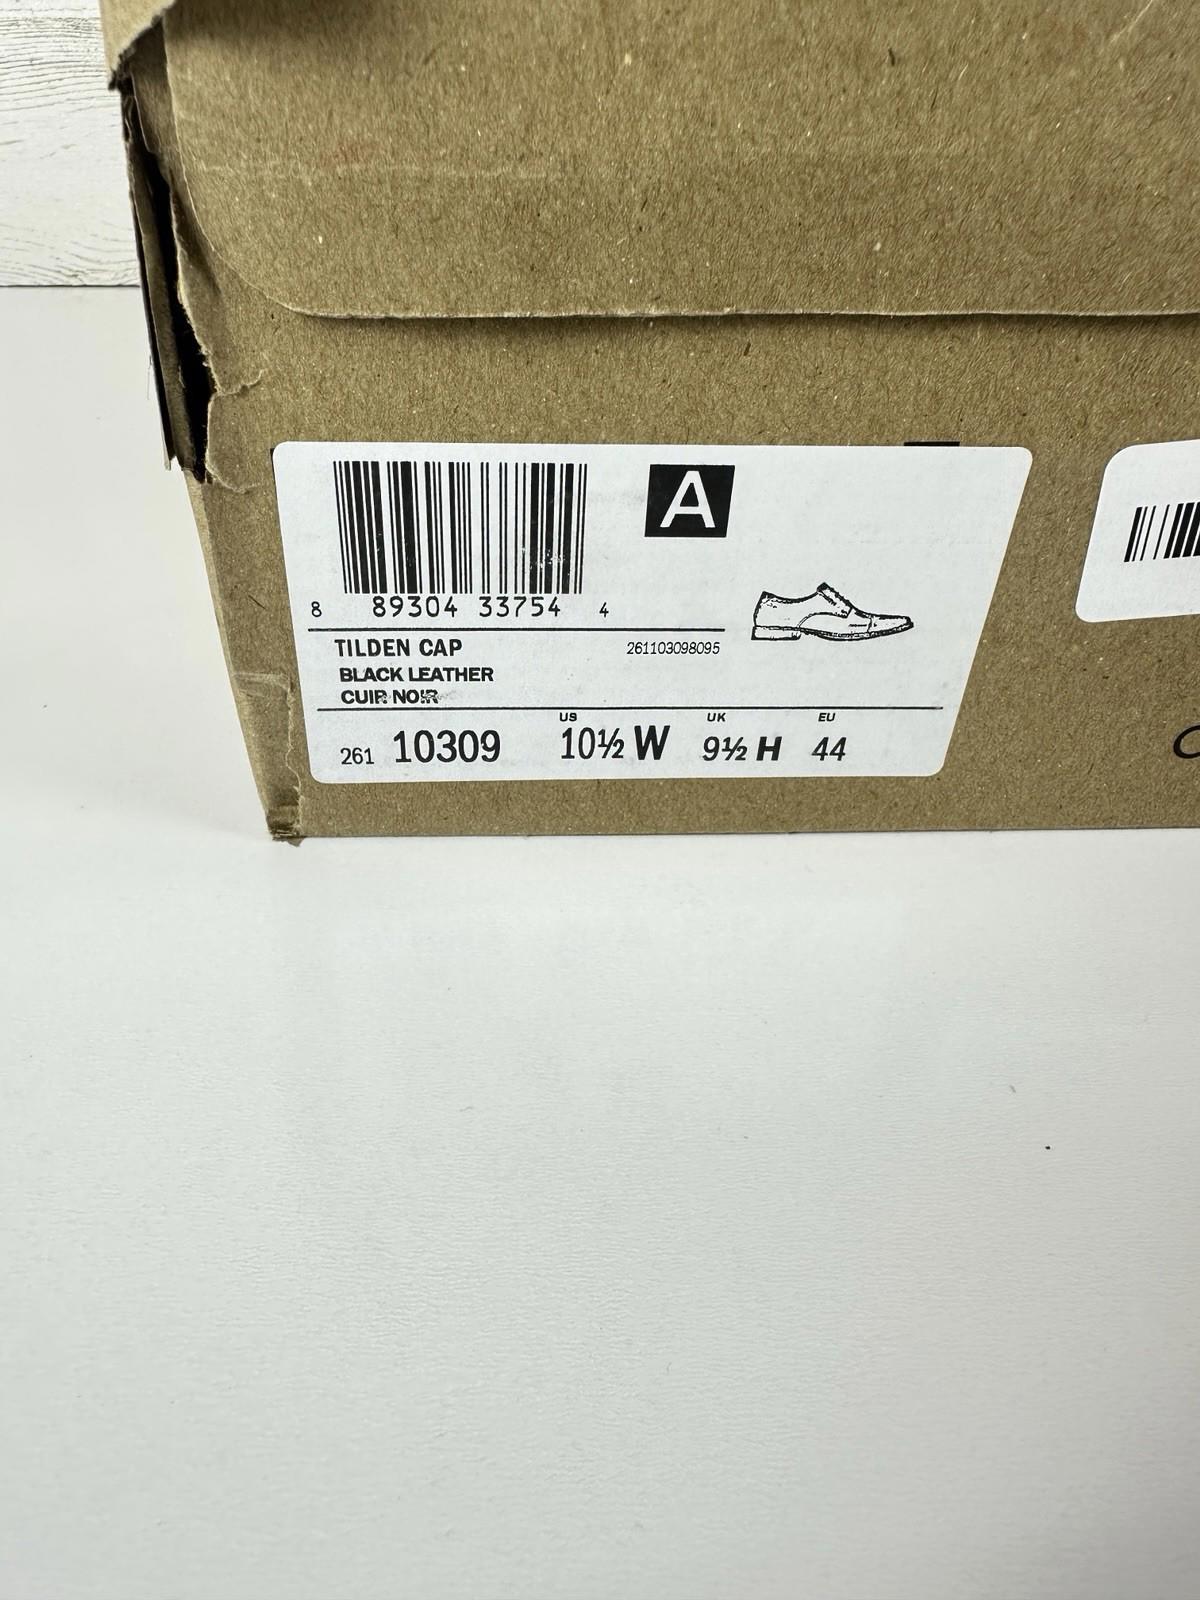 A
8 89304 33754 4
TILDEN CAP 261103098095
BLACK LEATHER
CUIR NOIR
US UK EU
261 10309 10½ W 9½ H 44